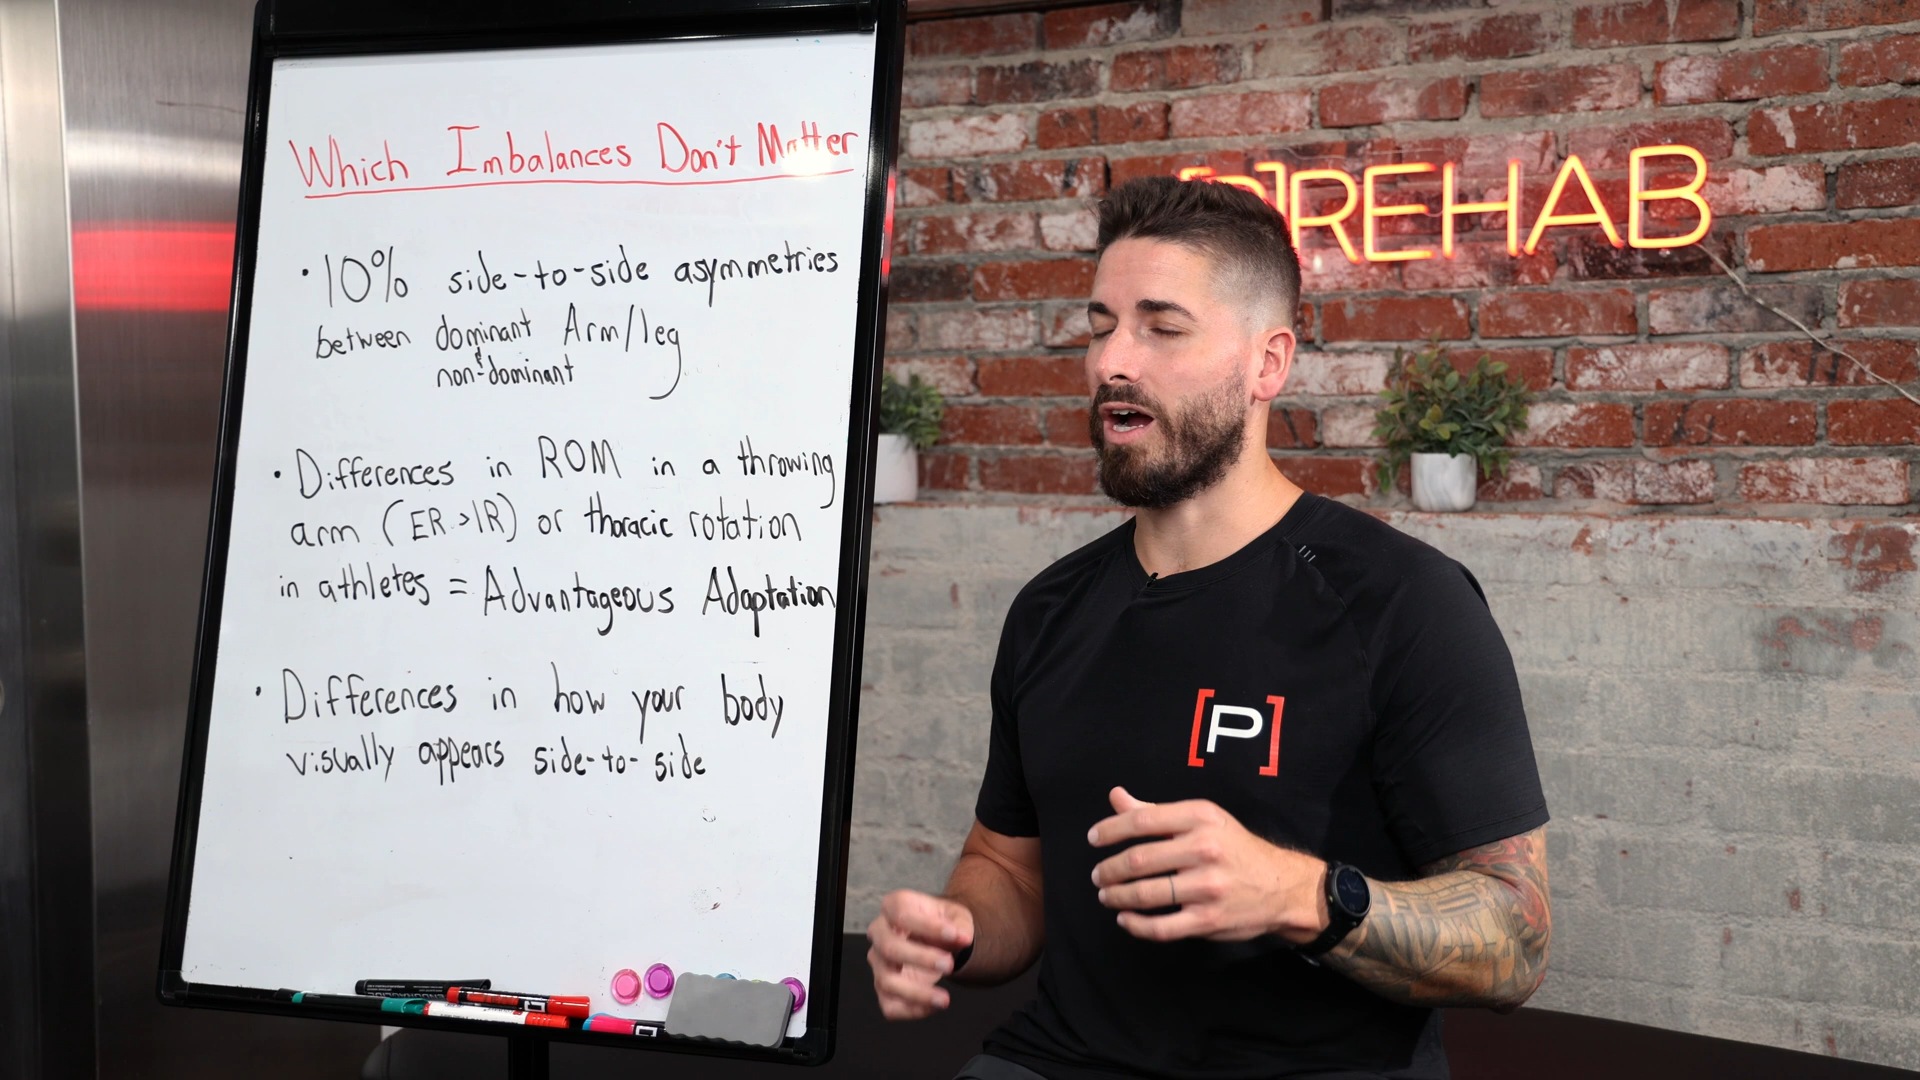 Which Imbalances Don't Matter
• 10% side-to-side asymmetries
between dominant Arm/leg
&
non-dominant
• Differences in ROM in a throwing
arm (ER>IR) or thoracic rotation
in athletes = Advantageous Adaptation
• Differences in how your body
visually appears side-to-side
[P]REHAB
[P]